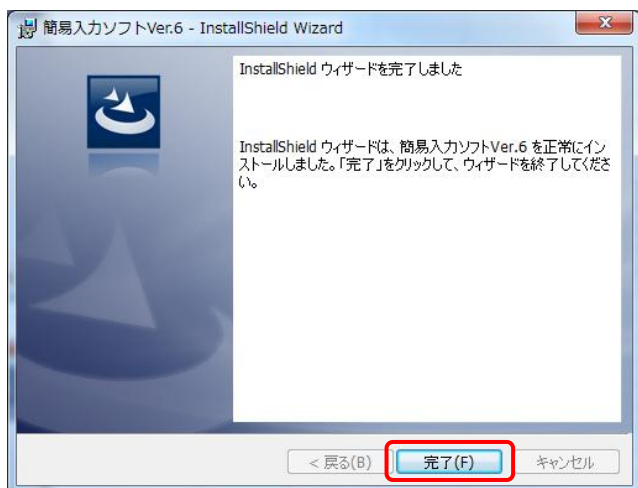 簡易入力ソフトVer.6 - InstallShield Wizard
InstallShield ウィザードを完了しました
InstallShield ウィザードは、簡易入力ソフトVer.6 を正常にイン
ストールしました。「完了」をクリックして、ウィザードを終了してくださ
い。
< 戻る(B)
完了(F)
キャンセル